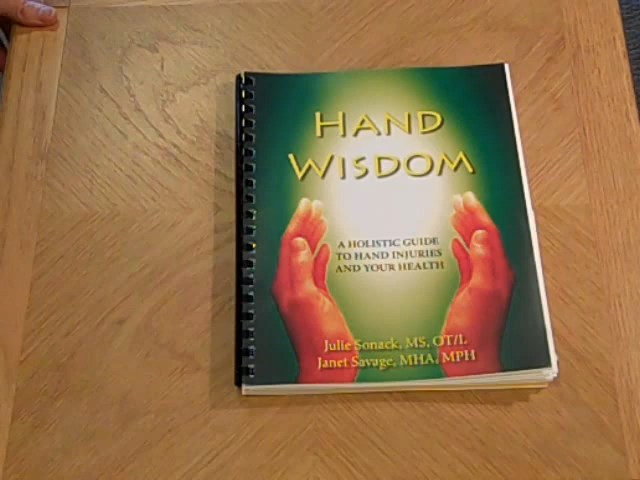 HAND
WISDOM
A HOLISTIC GUIDE
TO HAND INJURIES
AND YOUR HEALTH
Julie Sonack, MS, OT/L
Janet Savage, MHA, MPH